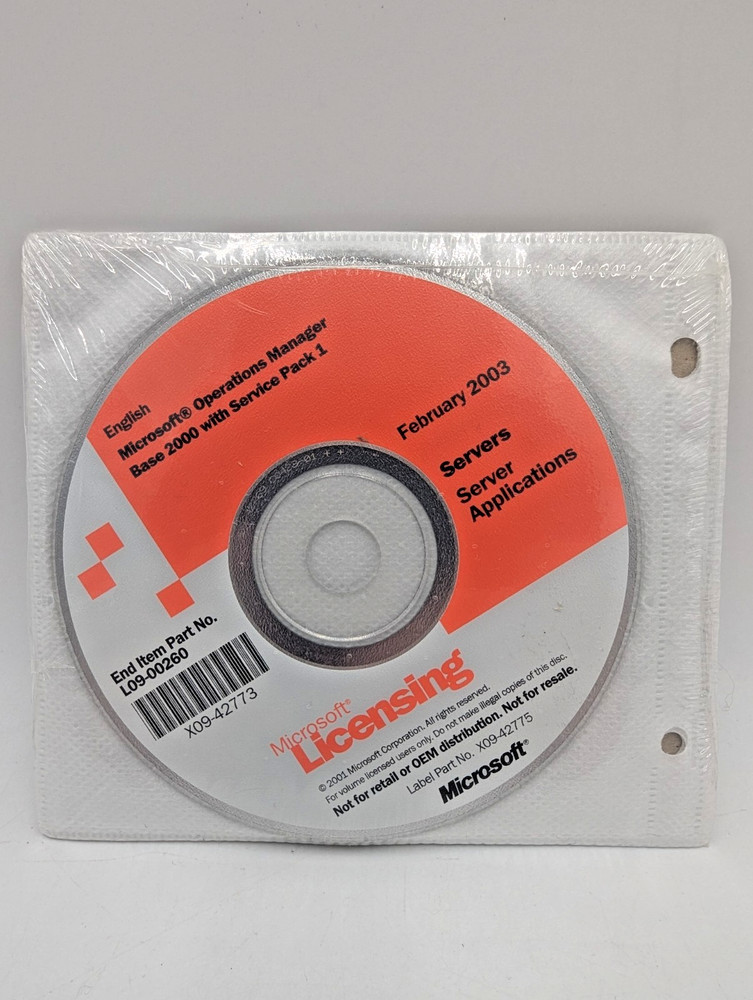 English
Microsoft® Operations Manager
Base 2000 with Service Pack 1
February 2003
Servers
Server
Applications
End Item Part No.
L09-00260
X09-42773
Microsoft®
Licensing
© 2001 Microsoft Corporation. All rights reserved.
For volume licensed users only. Do not make illegal copies of this disc.
Not for retail or OEM distribution. Not for resale.
Label Part No. X09-42775
Microsoft®